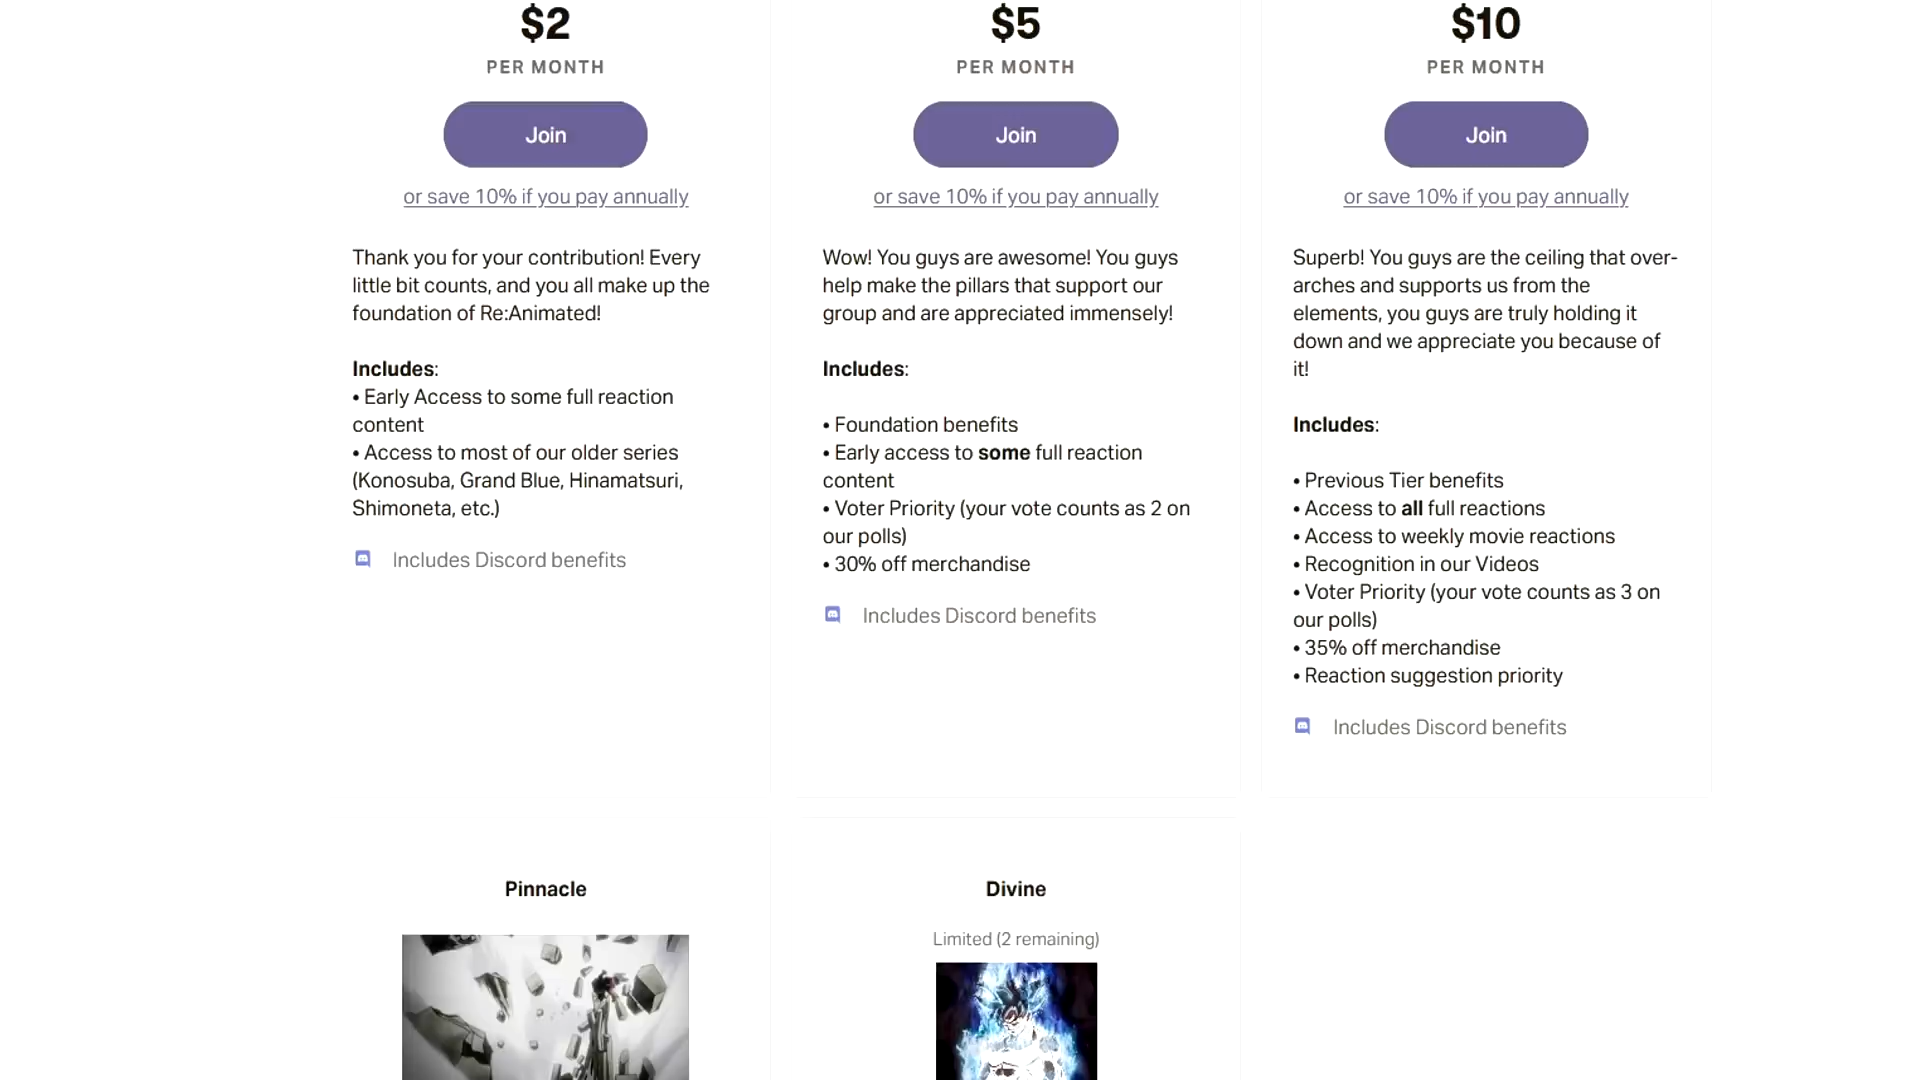 $2
PER MONTH
Join
or save 10% if you pay annually
Thank you for your contribution! Every
little bit counts, and you all make up the
foundation of Re:Animated!
Includes:
• Early Access to some full reaction
content
• Access to most of our older series
(Konosuba, Grand Blue, Hinamatsuri,
Shimoneta, etc.)
Includes Discord benefits
$5
PER MONTH
Join
or save 10% if you pay annually
Wow! You guys are awesome! You guys
help make the pillars that support our
group and are appreciated immensely!
Includes:
• Foundation benefits
• Early access to some full reaction
content
• Voter Priority (your vote counts as 2 on
our polls)
• 30% off merchandise
Includes Discord benefits
$10
PER MONTH
Join
or save 10% if you pay annually
Superb! You guys are the ceiling that over-
arches and supports us from the
elements, you guys are truly holding it
down and we appreciate you because of
it!
Includes:
• Previous Tier benefits
• Access to all full reactions
• Access to weekly movie reactions
• Recognition in our Videos
• Voter Priority (your vote counts as 3 on
our polls)
• 35% off merchandise
• Reaction suggestion priority
Includes Discord benefits
Pinnacle
Divine
Limited (2 remaining)